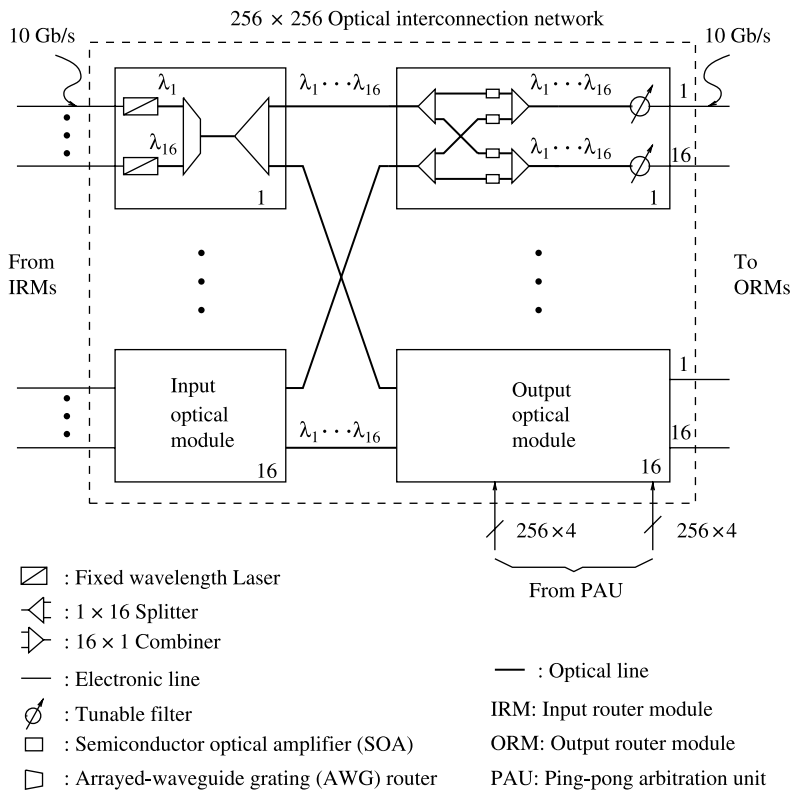 256 × 256 Optical interconnection network
10 Gb/s
10 Gb/s
λ1
λ1···λ16
λ1···λ16
1
λ16
λ1···λ16
16
1
1
From
IRMs
To
ORMs
Input
optical
module
16
Output
optical
module
16
1
16
λ1···λ16
256×4
256×4
From PAU
: Fixed wavelength Laser
: 1 × 16 Splitter
: 16 × 1 Combiner
: Electronic line
: Tunable filter
: Semiconductor optical amplifier (SOA)
: Arrayed-waveguide grating (AWG) router
: Optical line
IRM: Input router module
ORM: Output router module
PAU: Ping-pong arbitration unit